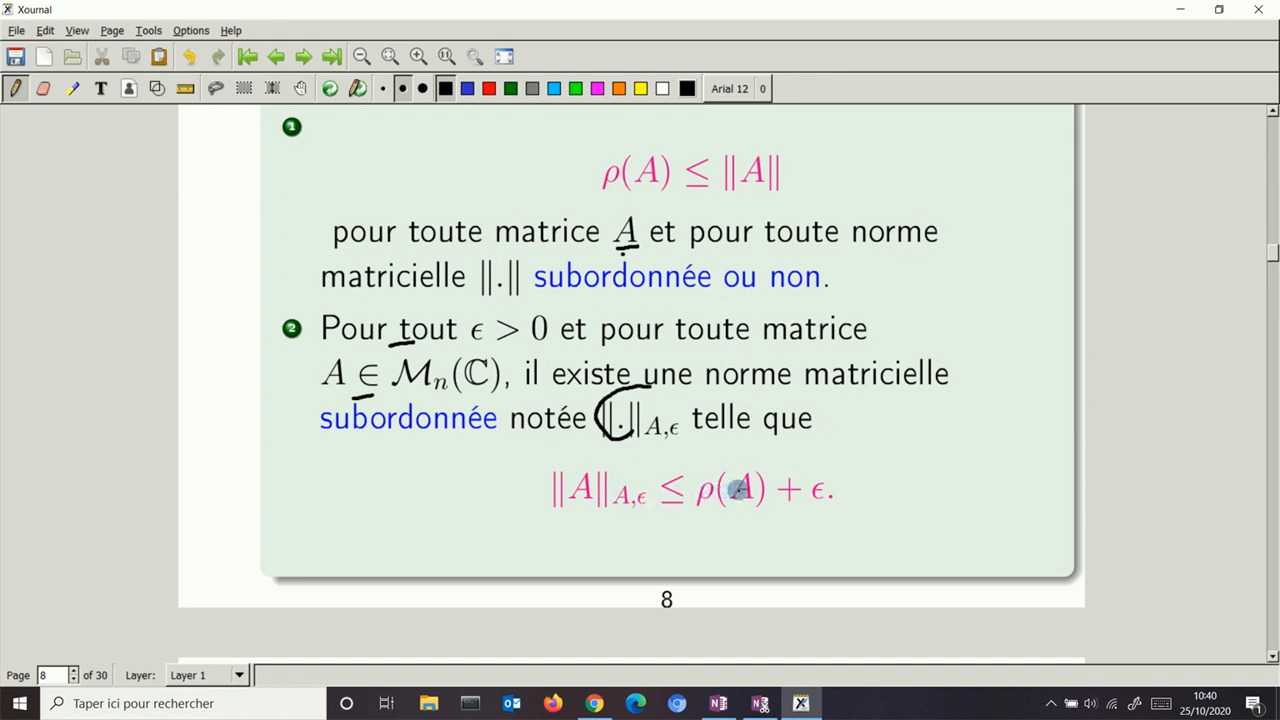 Xournal
File Edit View Page Tools Options Help
Arial 12 0
1
ρ(A) ≤ ‖A‖
pour toute matrice A et pour toute norme
matricielle ‖.‖ subordonnée ou non.
2 Pour tout ϵ > 0 et pour toute matrice
A ∈ ℳn(ℂ), il existe une norme matricielle
subordonnée notée ‖.‖A,ϵ telle que
‖A‖A,ϵ ≤ ρ(A) + ϵ.
8
Page 8 of 30 Layer: Layer 1
Taper ici pour rechercher
10:40
25/10/2020